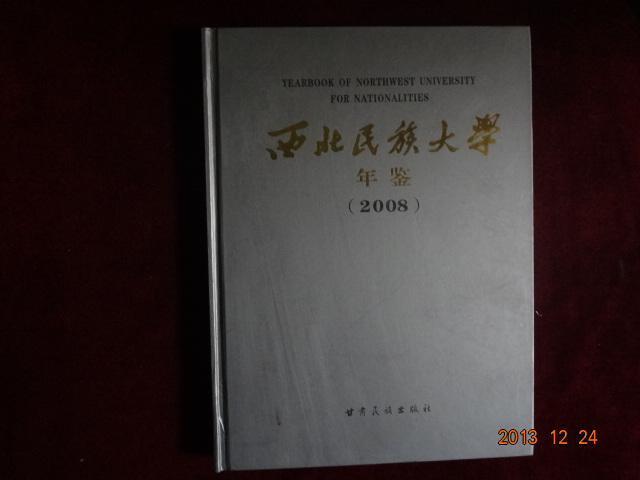 YEARBOOK OF NORTHWEST UNIVERSITY
FOR NATIONALITIES
西北民族大學
年鉴
（2008）
甘肃民族出版社
2013 12 24